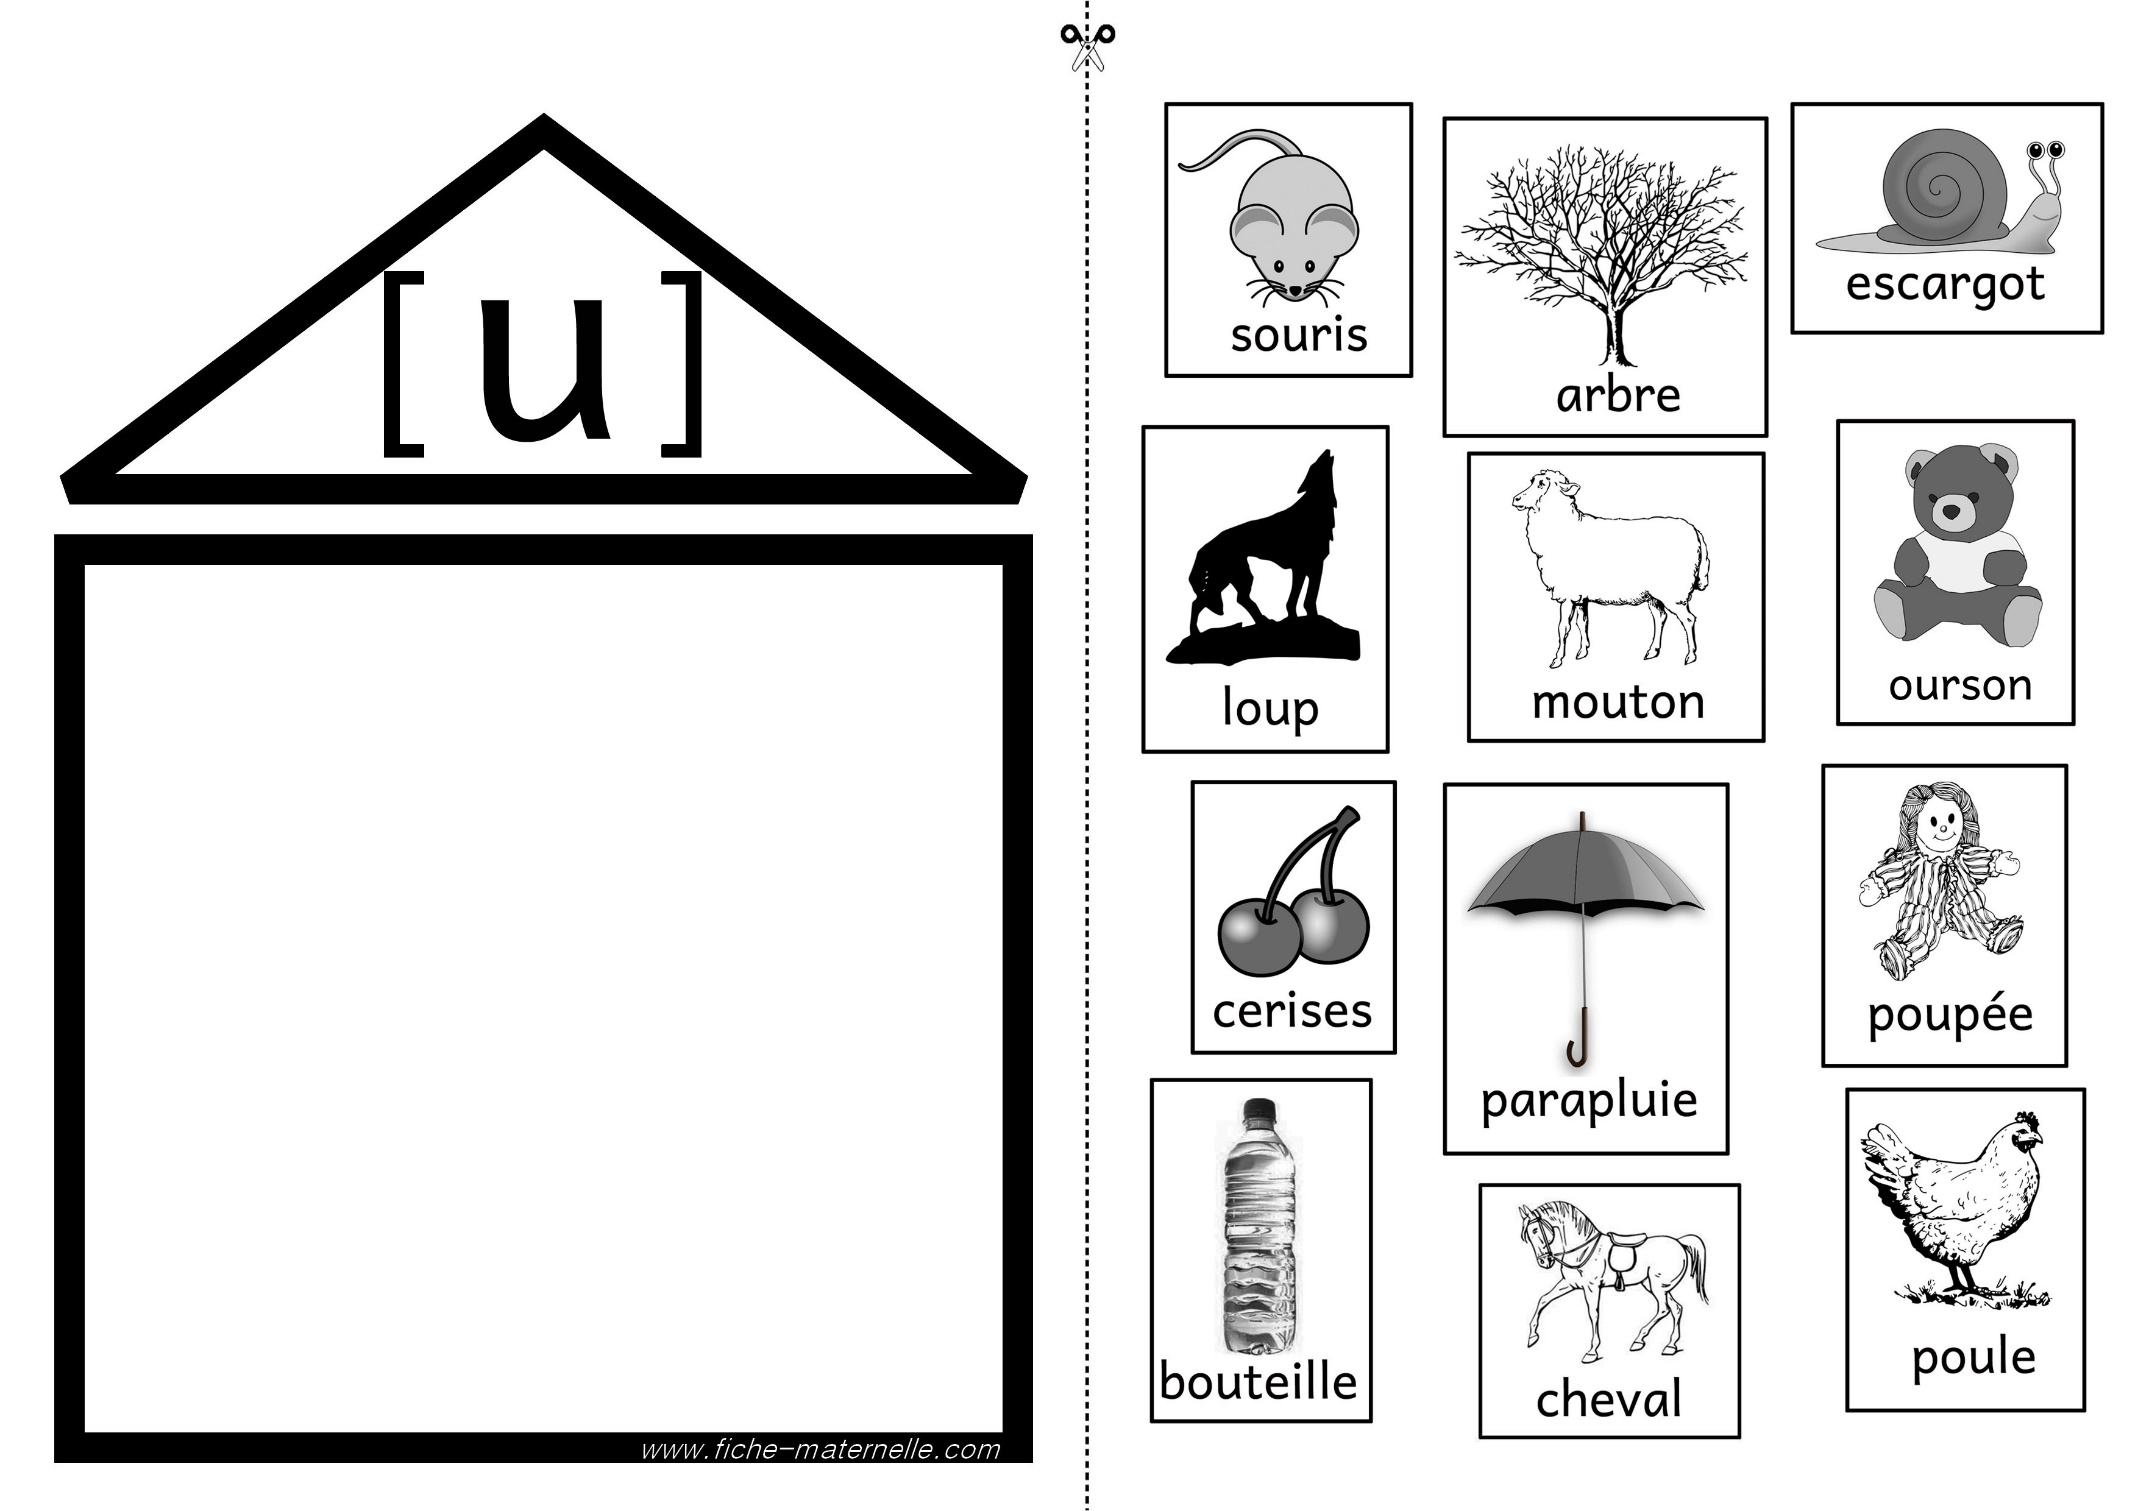 [u]
www.fiche-maternelle.com
souris
arbre
escargot
loup
mouton
ourson
cerises
parapluie
poupée
bouteille
cheval
poule